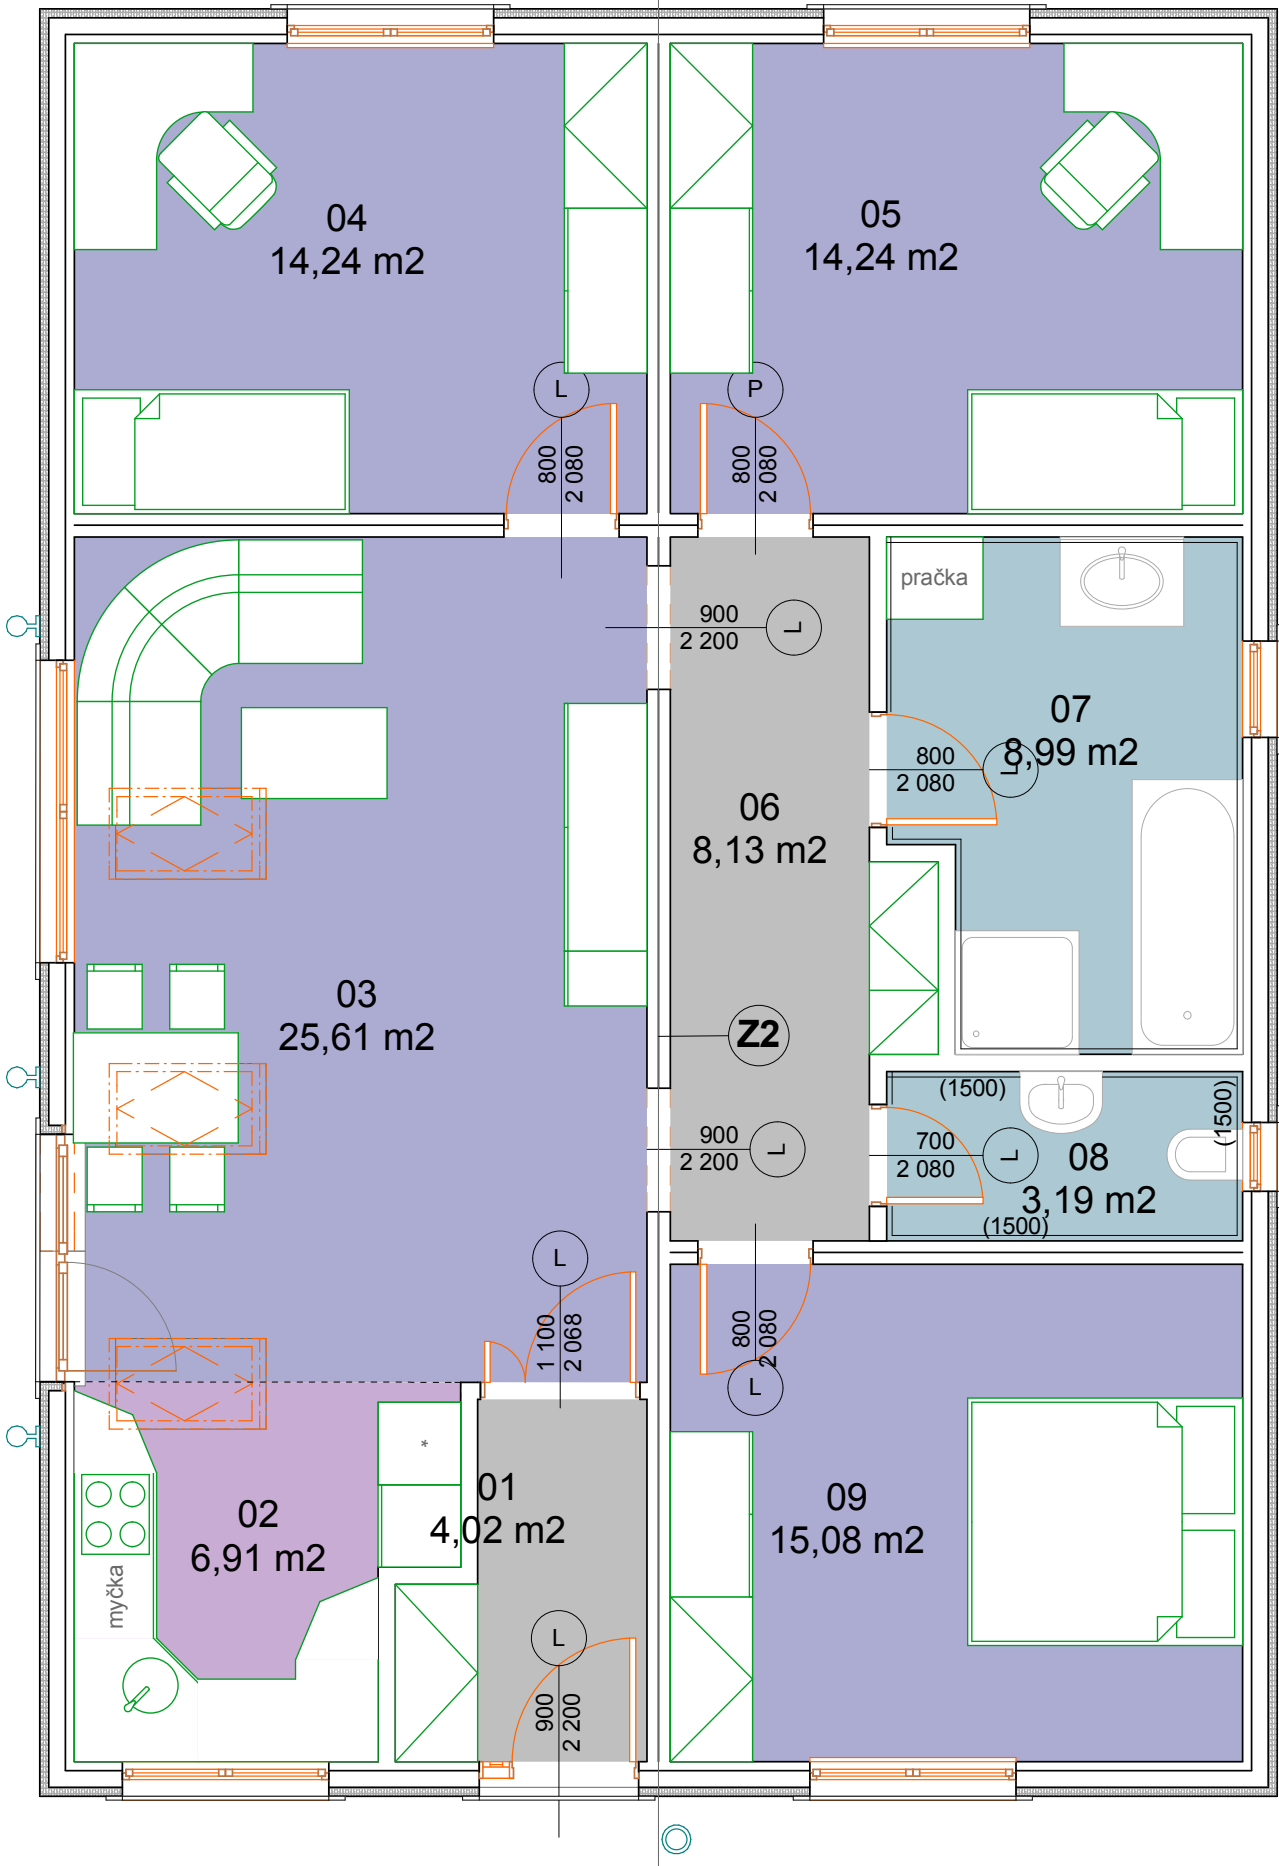 04
14,24 m2
05
14,24 m2
L
800
2 080
P
800
2 080
pračka
900
2 200
L
07
8,99 m2
800
2 080
L
06
8,13 m2
03
25,61 m2
Z2
(1500)
(1500)
900
2 200
L
700
2 080
L
08
3,19 m2
(1500)
L
1 100
2 068
800
2 080
L
*
01
4,02 m2
02
6,91 m2
09
15,08 m2
myčka
L
900
2 200